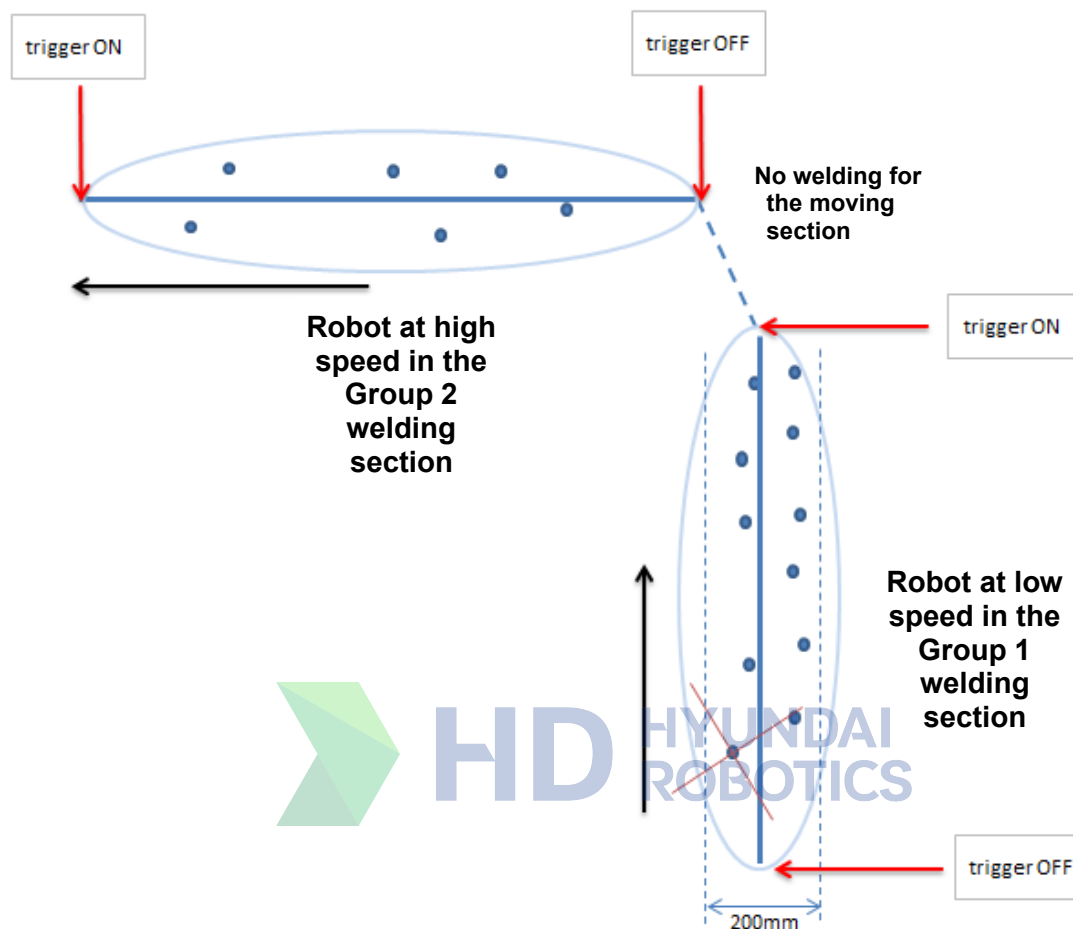 trigger ON
trigger OFF
No welding for
the moving
section
trigger ON
Robot at high
speed in the
Group 2
welding
section
Robot at low
speed in the
Group 1
welding
section
HD HYUNDAI
ROBOTICS
trigger OFF
200mm